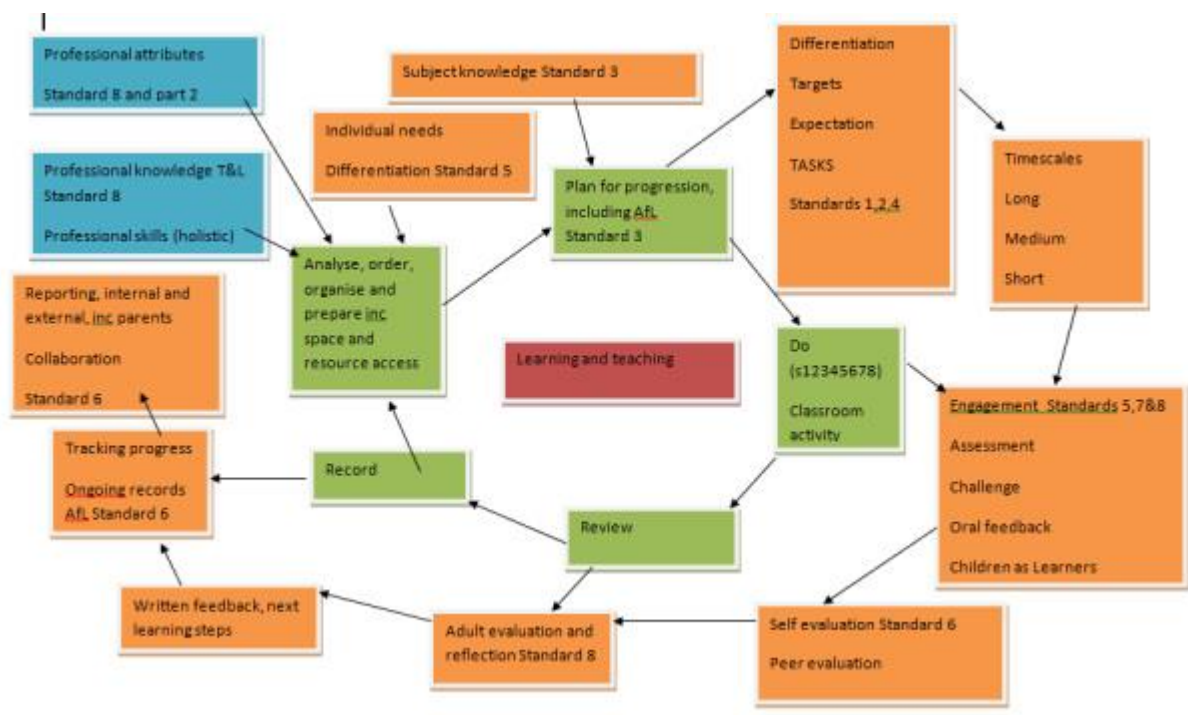 Professional attributes
Standard 8 and part 2
Subject knowledge Standard 3
Differentiation
Targets
Expectation
TASKS
Standards 1,2,4
Individual needs
Differentiation Standard 5
Professional knowledge T&L
Standard 8
Professional skills (holistic)
Plan for progression,
including AfL
Standard 3
Timescales
Long
Medium
Short
Analyse, order,
organise and
prepare inc
space and
resource access
Reporting, internal and
external, inc parents
Collaboration
Standard 6
Learning and teaching
Do
(s12345678)
Classroom
activity
Engagement Standards 5,7&8
Assessment
Challenge
Oral feedback
Children as Learners
Tracking progress
Ongoing records
AfL Standard 6
Record
Review
Written feedback, next
learning steps
Adult evaluation and
reflection Standard 8
Self evaluation Standard 6
Peer evaluation